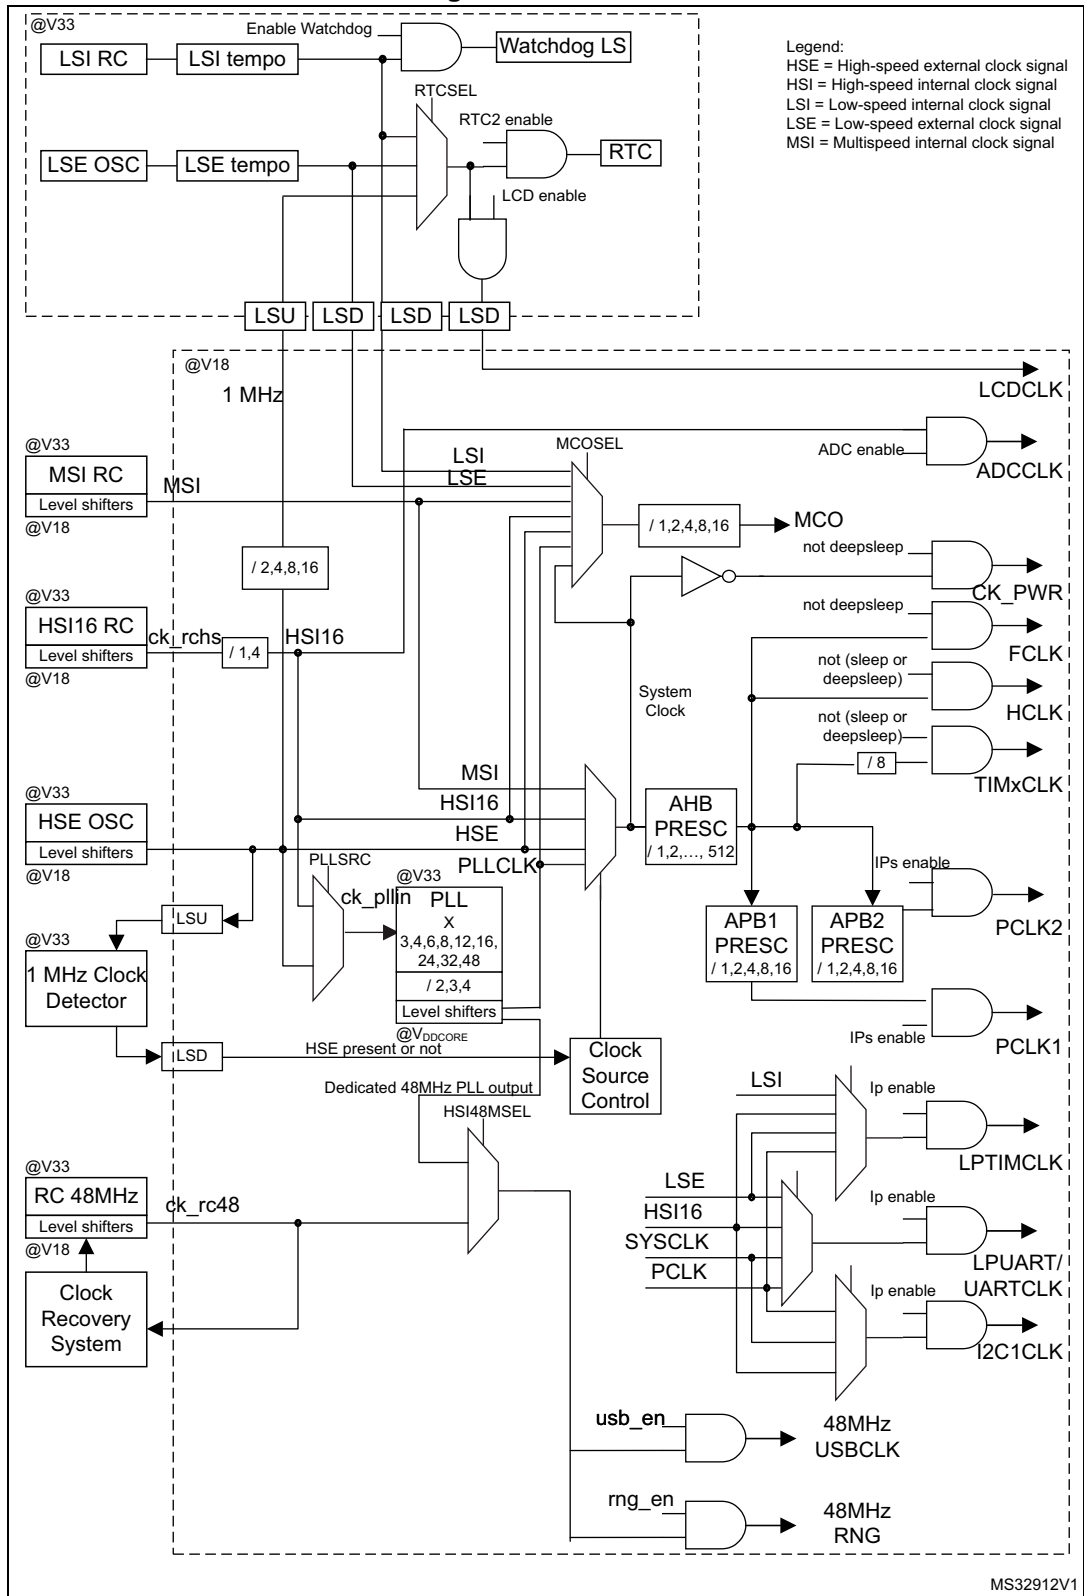 @V33
Enable Watchdog
LSI RC
LSI tempo
Watchdog LS
Legend:
HSE = High-speed external clock signal
HSI = High-speed internal clock signal
LSI = Low-speed internal clock signal
LSE = Low-speed external clock signal
MSI = Multispeed internal clock signal
RTCSEL
RTC2 enable
LSE OSC
LSE tempo
RTC
LCD enable
LSU
LSD
LSD
LSD
@V18
1 MHz
LCDCLK
@V33
MSI RC
Level shifters
@V18
MSI
LSI
LSE
MCOSEL
ADC enable
ADCCLK
/ 1,2,4,8,16
MCO
/ 2,4,8,16
not deepsleep
CK_PWR
@V33
HSI16 RC
Level shifters
@V18
ck_rchs
/ 1,4
HSI16
not deepsleep
FCLK
System
Clock
not (sleep or
deepsleep)
HCLK
not (sleep or
deepsleep)
/ 8
TIMxCLK
@V33
HSE OSC
Level shifters
@V18
MSI
HSI16
HSE
PLLCLK
AHB
PRESC
/ 1,2,..., 512
PLLSRC
ck_pllin
@V33
PLL
X
3,4,6,8,12,16,
24,32,48
/ 2,3,4
Level shifters
@VDDCORE
IPs enable
PCLK2
APB1
PRESC
/ 1,2,4,8,16
APB2
PRESC
/ 1,2,4,8,16
LSU
@V33
1 MHz Clock
Detector
LSD
HSE present or not
Clock
Source
Control
IPs enable
PCLK1
Dedicated 48MHz PLL output
HSI48MSEL
LSI
Ip enable
LPTIMCLK
@V33
RC 48MHz
Level shifters
@V18
ck_rc48
LSE
HSI16
SYSCLK
PCLK
Ip enable
LPUART/
UARTCLK
Clock
Recovery
System
Ip enable
I2C1CLK
usb_en
48MHz
USBCLK
rng_en
48MHz
RNG
MS32912V1